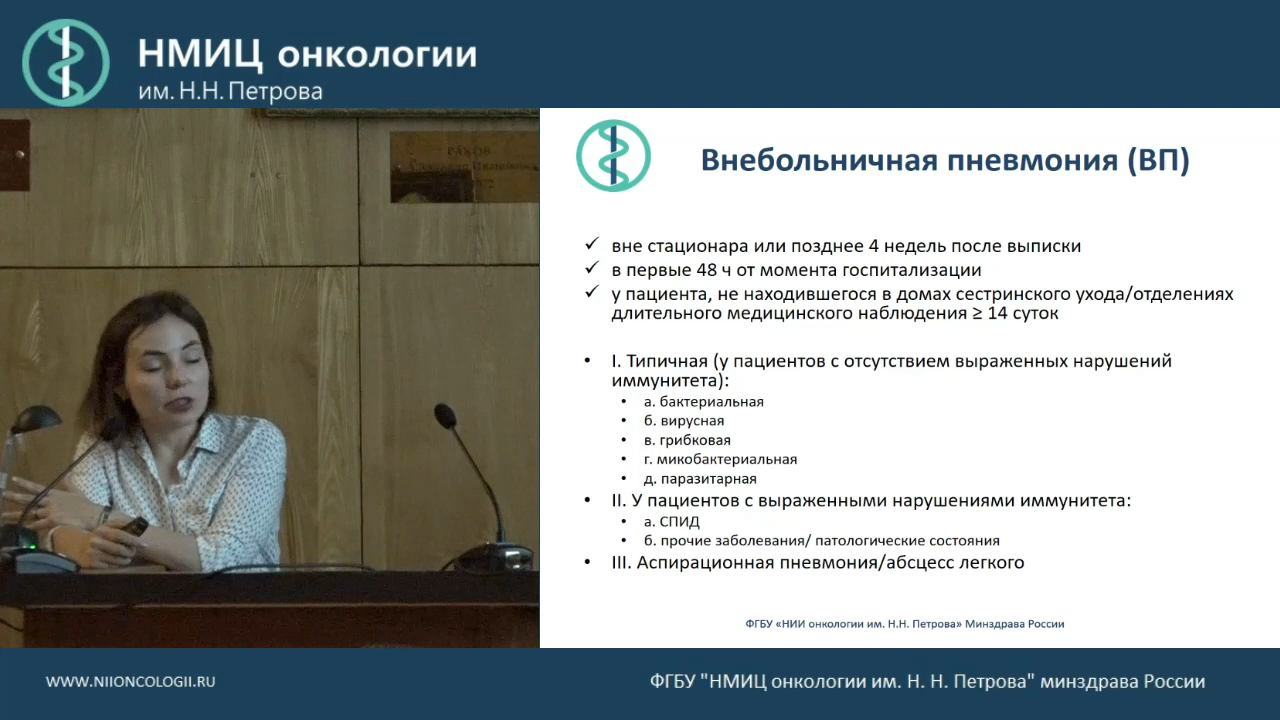 НМИЦ онкологии
им. Н.Н. Петрова
Внебольничная пневмония (ВП)
✓ вне стационара или позднее 4 недель после выписки
✓ в первые 48 ч от момента госпитализации
✓ у пациента, не находившегося в домах сестринского ухода/отделениях
длительного медицинского наблюдения ≥ 14 суток
• I. Типичная (у пациентов с отсутствием выраженных нарушений
иммунитета):
• а. бактериальная
• б. вирусная
• в. грибковая
• г. микобактериальная
• д. паразитарная
• II. У пациентов с выраженными нарушениями иммунитета:
• а. СПИД
• б. прочие заболевания/ патологические состояния
• III. Аспирационная пневмония/абсцесс легкого
ФГБУ «НИИ онкологии им. Н.Н. Петрова» Минздрава России
WWW.NIIONCOLOGII.RU
ФГБУ "НМИЦ онкологии им. Н. Н. Петрова" минздрава России